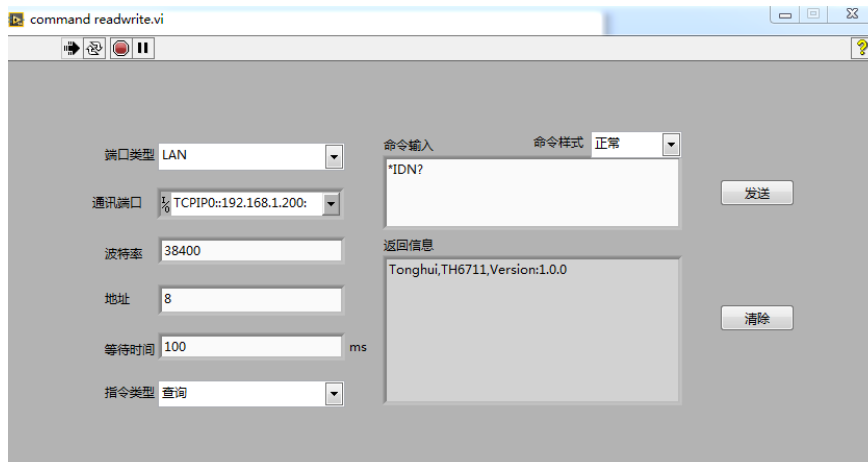 command readwrite.vi
端口类型 LAN
通讯端口 TCPIP0::192.168.1.200:
波特率 38400
地址 8
等待时间 100 ms
指令类型 查询
命令输入 命令样式 正常
*IDN?
发送
返回信息
Tonghui,TH6711,Version:1.0.0
清除